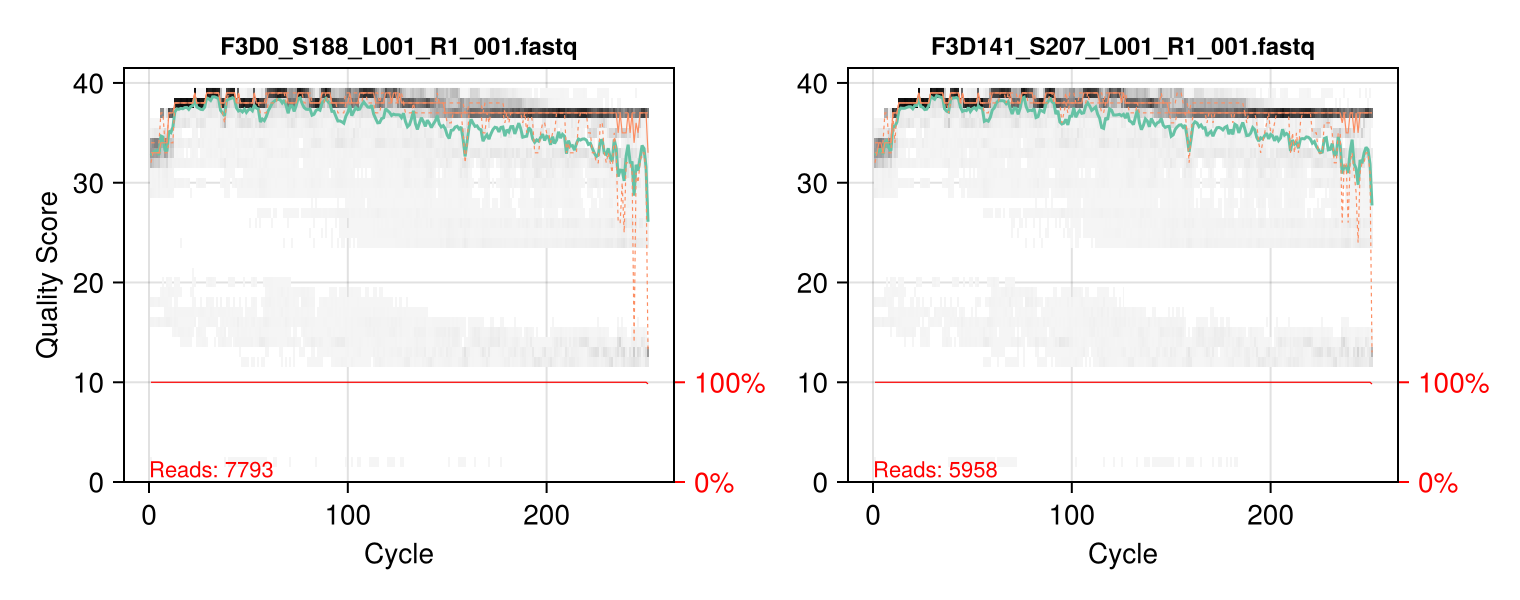 F3D0_S188_L001_R1_001.fastq
F3D141_S207_L001_R1_001.fastq
Quality Score
40
30
20
10
0
100%
0%
Reads: 7793
0
100
200
Cycle
40
30
20
10
0
100%
0%
Reads: 5958
0
100
200
Cycle